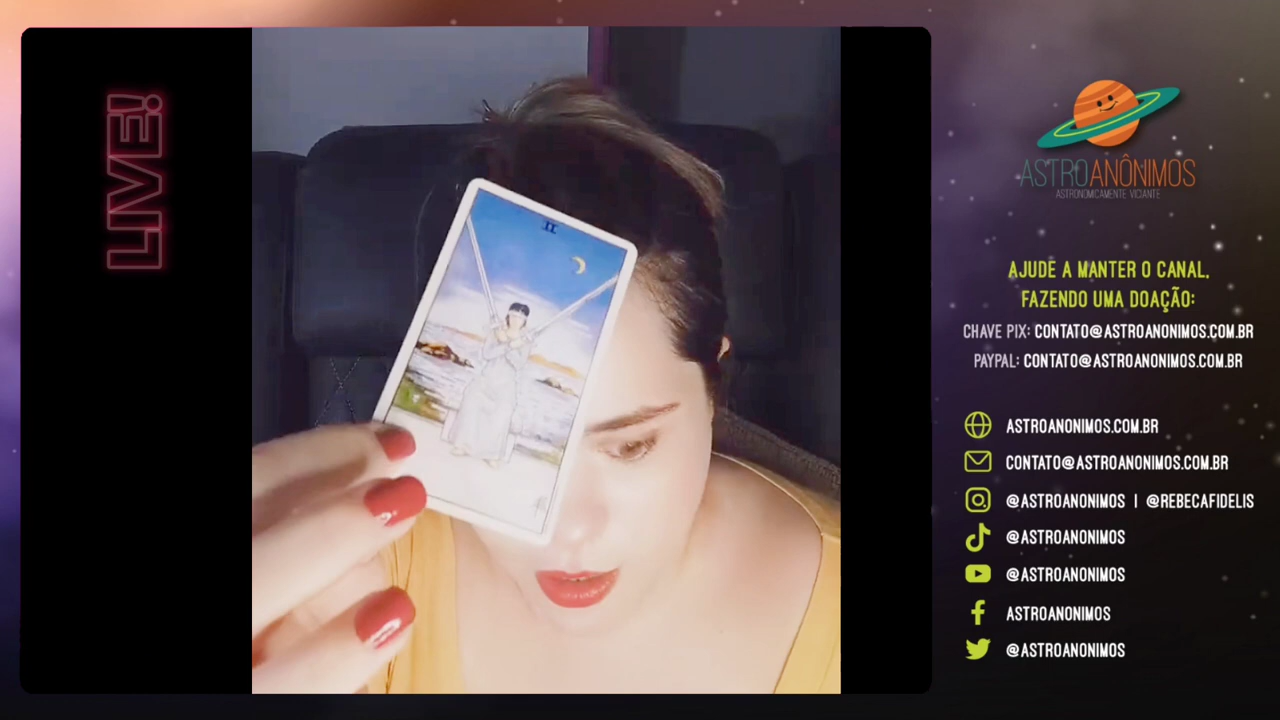 LIVE!
II
ASTROANÔNIMOS
ASTRONOMICAMENTE VICIANTE
AJUDE A MANTER O CANAL,
FAZENDO UMA DOAÇÃO:
CHAVE PIX: CONTATO@ASTROANONIMOS.COM.BR
PAYPAL: CONTATO@ASTROANONIMOS.COM.BR
ASTROANONIMOS.COM.BR
CONTATO@ASTROANONIMOS.COM.BR
@ASTROANONIMOS | @REBECAFIDELIS
@ASTROANONIMOS
@ASTROANONIMOS
ASTROANONIMOS
@ASTROANONIMOS